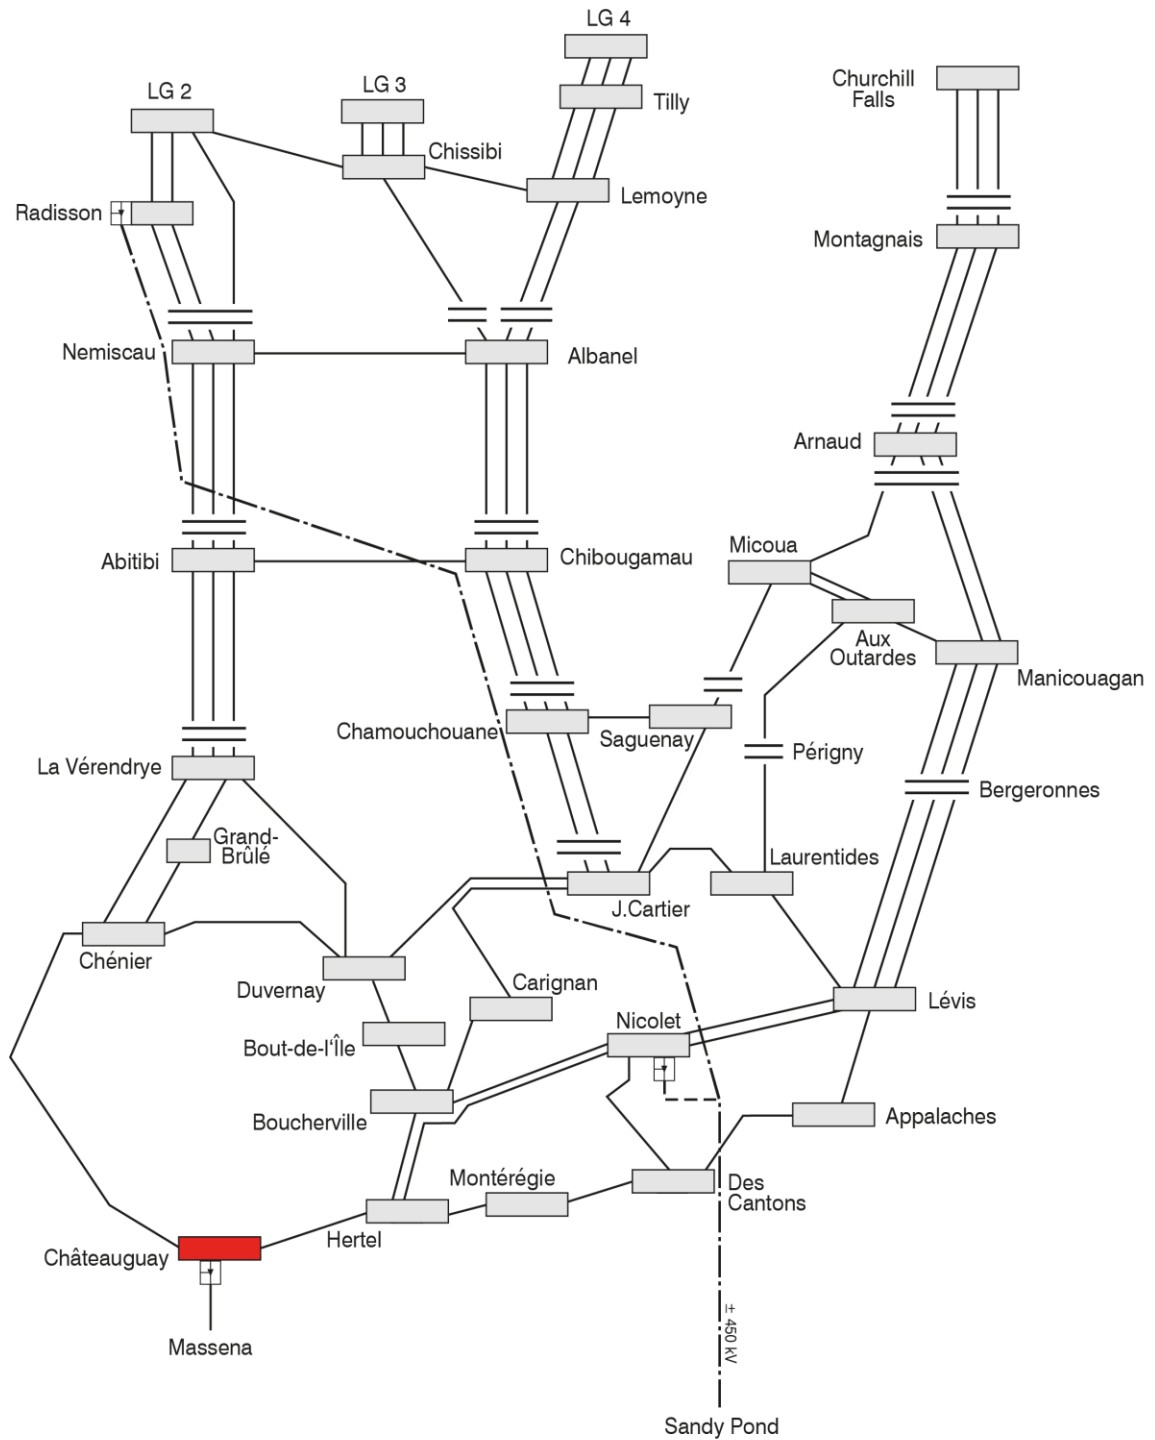 LG 4
LG 2
LG 3
Churchill
Falls
Tilly
Chissibi
Lemoyne
Radisson
Montagnais
Nemiscau
Albanel
Arnaud
Micoua
Abitibi
Chibougamau
Aux
Outardes
Manicouagan
Chamouchouane
Saguenay
Périgny
La Vérendrye
Bergeronnes
Grand-
Brûlé
Laurentides
J.Cartier
Chénier
Duvernay
Carignan
Lévis
Nicolet
Bout-de-l'Île
Boucherville
Appalaches
Montérégie
Des
Cantons
Hertel
Châteauguay
± 450 kV
Massena
Sandy Pond